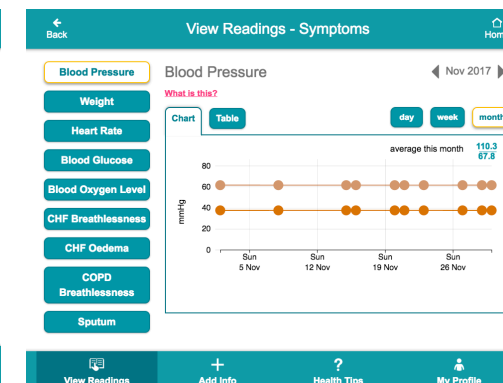 Back
View Readings - Symptoms
Hom
Blood Pressure
Weight
Heart Rate
Blood Glucose
Blood Oxygen Level
CHF Breathlessness
CHF Oedema
COPD
Breathlessness
Sputum
Blood Pressure
Nov 2017
What is this?
Chart
Table
day
week
month
average this month
110.3
67.8
mmHg
80
60
40
20
0
Sun
5 Nov
Sun
12 Nov
Sun
19 Nov
Sun
26 Nov
View Readings
Add Info
Health Tips
My Profile